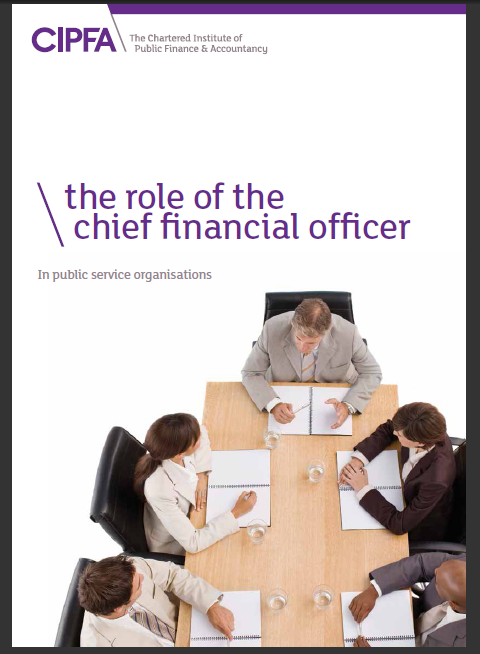 CIPFA
The Chartered Institute of
Public Finance & Accountancy
the role of the
chief financial officer
In public service organisations